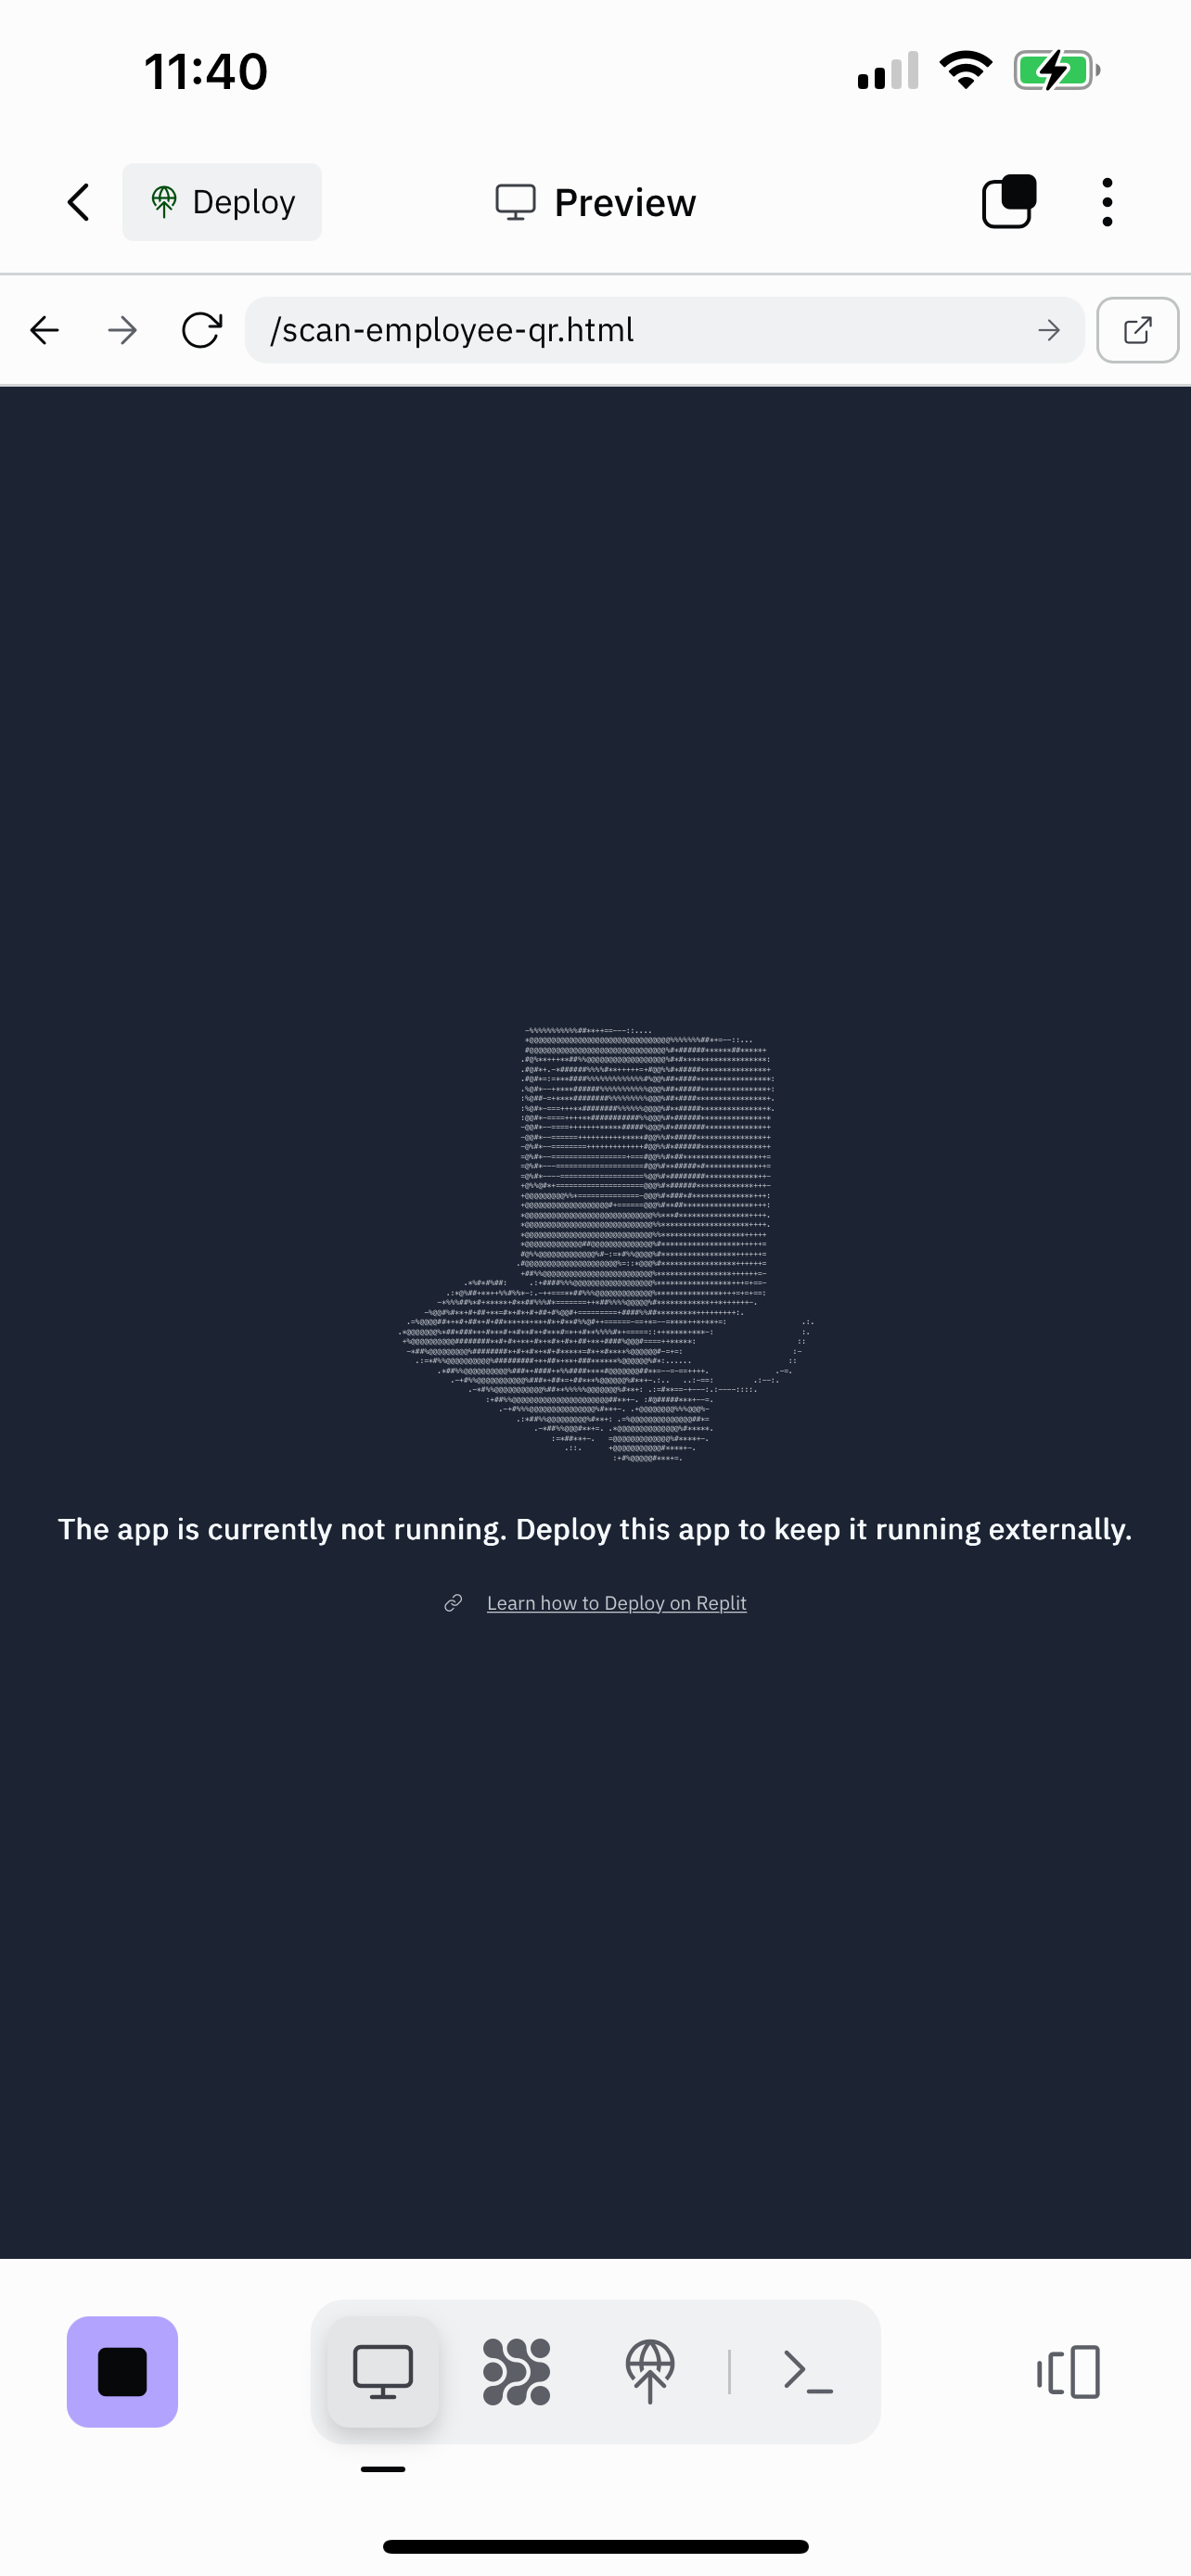 11:40
Deploy
Preview
/scan-employee-qr.html
The app is currently not running. Deploy this app to keep it running externally.
Learn how to Deploy on Replit